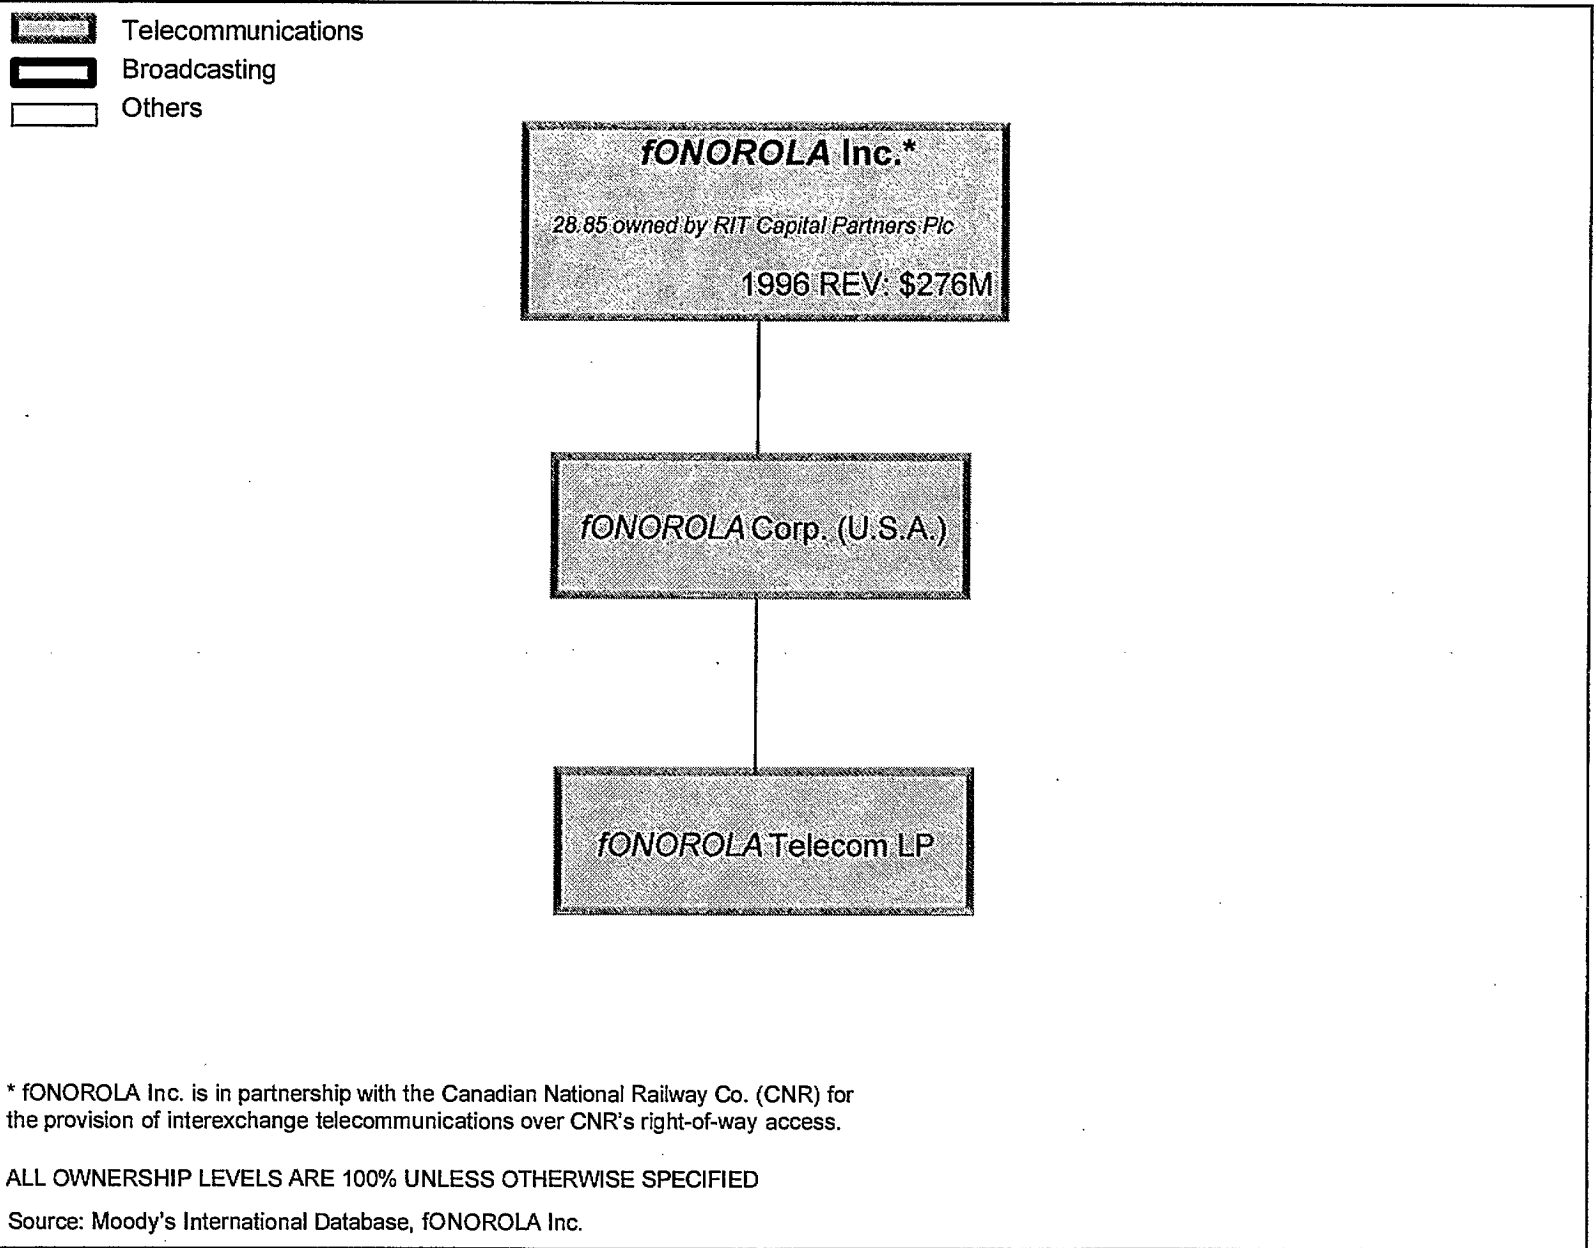 Telecommunications
Broadcasting
Others
fONOROLA Inc.*
28.85 owned by RIT Capital Partners Plc
1996 REV: $276M
fONOROLA Corp. (U.S.A.)
fONOROLA Telecom LP
* fONOROLA Inc. is in partnership with the Canadian National Railway Co. (CNR) for
the provision of interexchange telecommunications over CNR's right-of-way access.
ALL OWNERSHIP LEVELS ARE 100% UNLESS OTHERWISE SPECIFIED
Source: Moody's International Database, fONOROLA Inc.